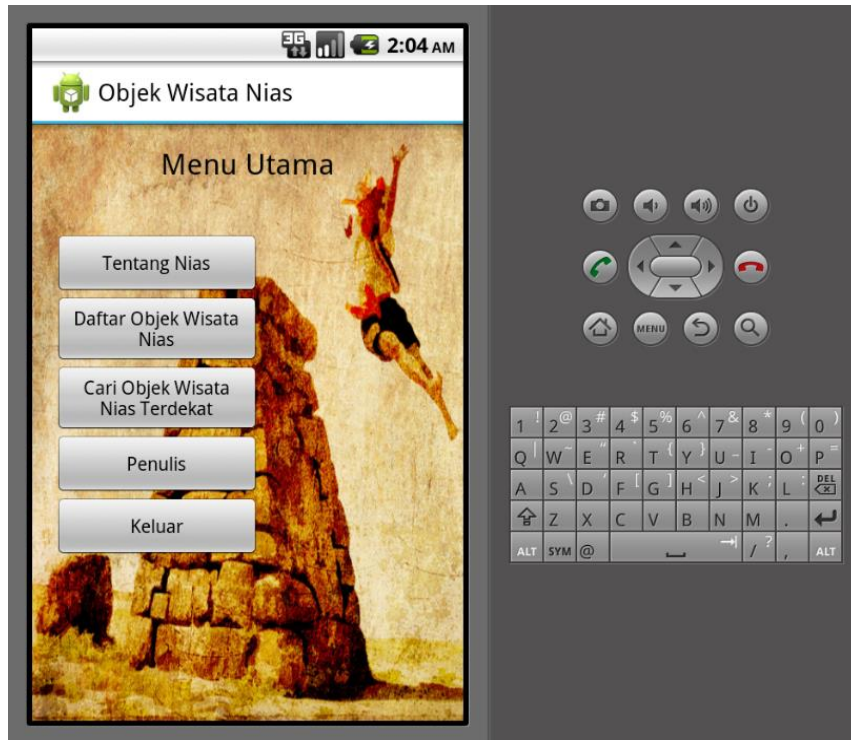 3G 2:04 AM
Objek Wisata Nias
Menu Utama
Tentang Nias
Daftar Objek Wisata
Nias
Cari Objek Wisata
Nias Terdekat
Penulis
Keluar
MENU
1 ! 2 @ 3 # 4 $ 5 % 6 ^ 7 & 8 * 9 ( 0 )
Q | W ~ E " R ` T { Y } U _ I - O + P =
A S \ D ' F [ G ] H < J > K ; L : DEL
Z X C V B N M .
ALT SYM @ / ? , ALT